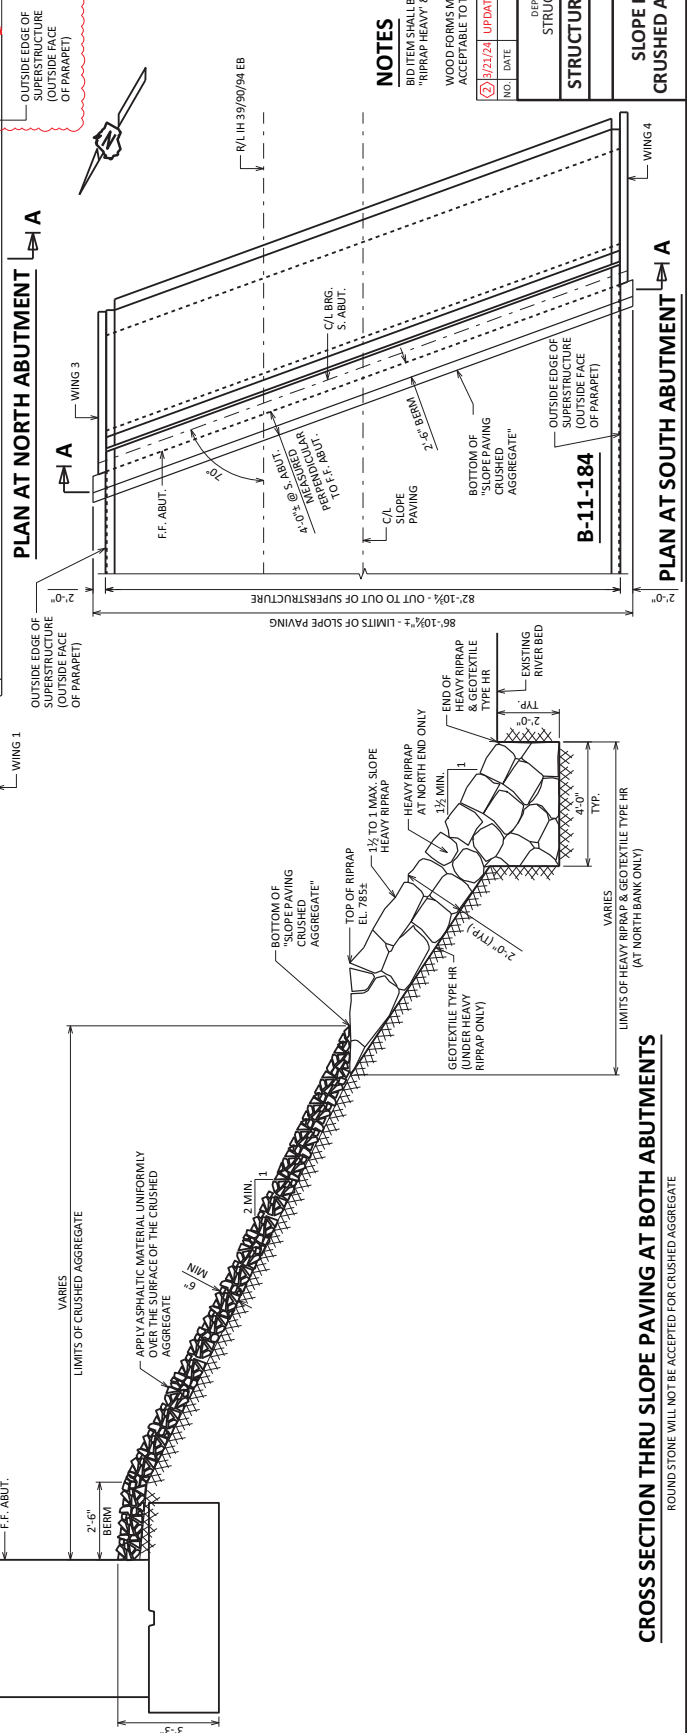 OUTSIDE EDGE OF
SUPERSTRUCTURE
(OUTSIDE FACE
OF PARAPET)
PLAN AT NORTH ABUTMENT
A
A
WING 3
F.F. ABUT.
70°
4'-0"± @ S. ABUT.
MEASURED
PERPENDICULAR
TO F.F. ABUT.
R/L IH 39/90/94 EB
C/L BRG.
S. ABUT.
C/L
SLOPE
PAVING
2'-6" BERM
BOTTOM OF
"SLOPE PAVING
CRUSHED
AGGREGATE"
OUTSIDE EDGE OF
SUPERSTRUCTURE
(OUTSIDE FACE
OF PARAPET)
WING 4
A
B-11-184
PLAN AT SOUTH ABUTMENT
OUTSIDE EDGE OF
SUPERSTRUCTURE
(OUTSIDE FACE
OF PARAPET)
2'-0"
82'-10¾ - OUT TO OUT OF SUPERSTRUCTURE
86'-10¾"± - LIMITS OF SLOPE PAVING
2'-0"
N
NOTES
BID ITEM SHALL B
"RIPRAP HEAVY" &
WOOD FORMS M
ACCEPTABLE TO T
2 3/21/24 UPDAT
NO. DATE
DEP
STRUC
STRUCTUR
SLOPE
CRUSHED A
WING 1
F.F. ABUT.
2'-6"
BERM
3'-3"
VARIES
LIMITS OF CRUSHED AGGREGATE
APPLY ASPHALTIC MATERIAL UNIFORMLY
OVER THE SURFACE OF THE CRUSHED
AGGREGATE
6"
MIN
2 MIN.
1
BOTTOM OF
"SLOPE PAVING
CRUSHED
AGGREGATE"
TOP OF RIPRAP
EL. 785±
1½ TO 1 MAX. SLOPE
HEAVY RIPRAP
HEAVY RIPRAP
AT NORTH END ONLY
1½ MIN.
1
END OF
HEAVY RIPRAP
& GEOTEXTILE
TYPE HR
EXISTING
RIVER BED
2'-0"
TYP.
4'-0"
TYP.
2'-0" (TYP.)
GEOTEXTILE TYPE HR
(UNDER HEAVY
RIPRAP ONLY)
VARIES
LIMITS OF HEAVY RIPRAP & GEOTEXTILE TYPE HR
(AT NORTH BANK ONLY)
CROSS SECTION THRU SLOPE PAVING AT BOTH ABUTMENTS
ROUND STONE WILL NOT BE ACCEPTED FOR CRUSHED AGGREGATE